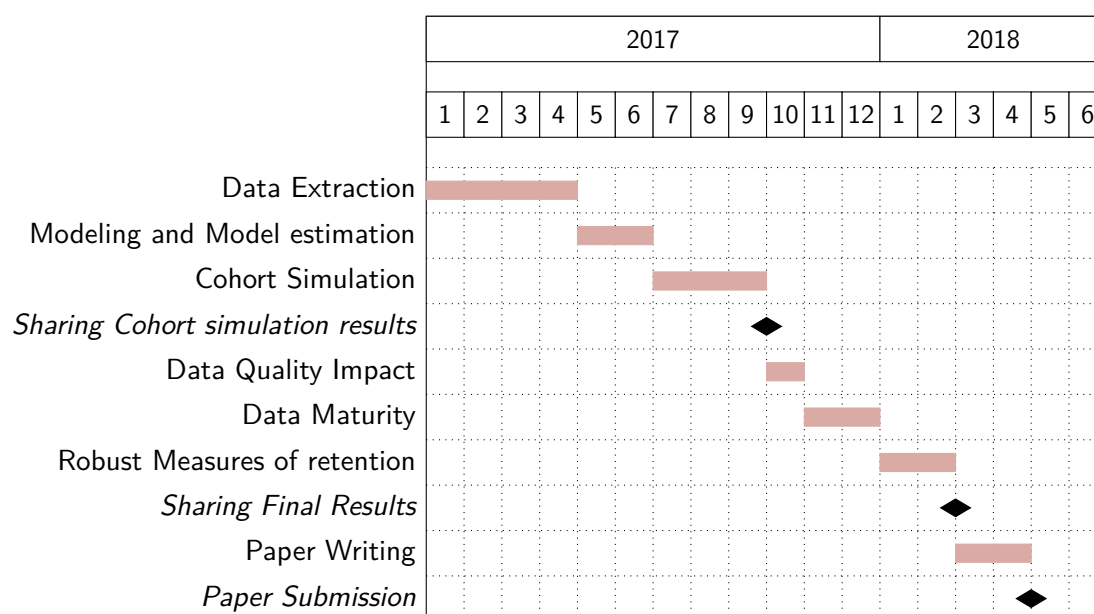 2017 2018
1 2 3 4 5 6 7 8 9 10 11 12 1 2 3 4 5 6
Data Extraction
Modeling and Model estimation
Cohort Simulation
Sharing Cohort simulation results
Data Quality Impact
Data Maturity
Robust Measures of retention
Sharing Final Results
Paper Writing
Paper Submission